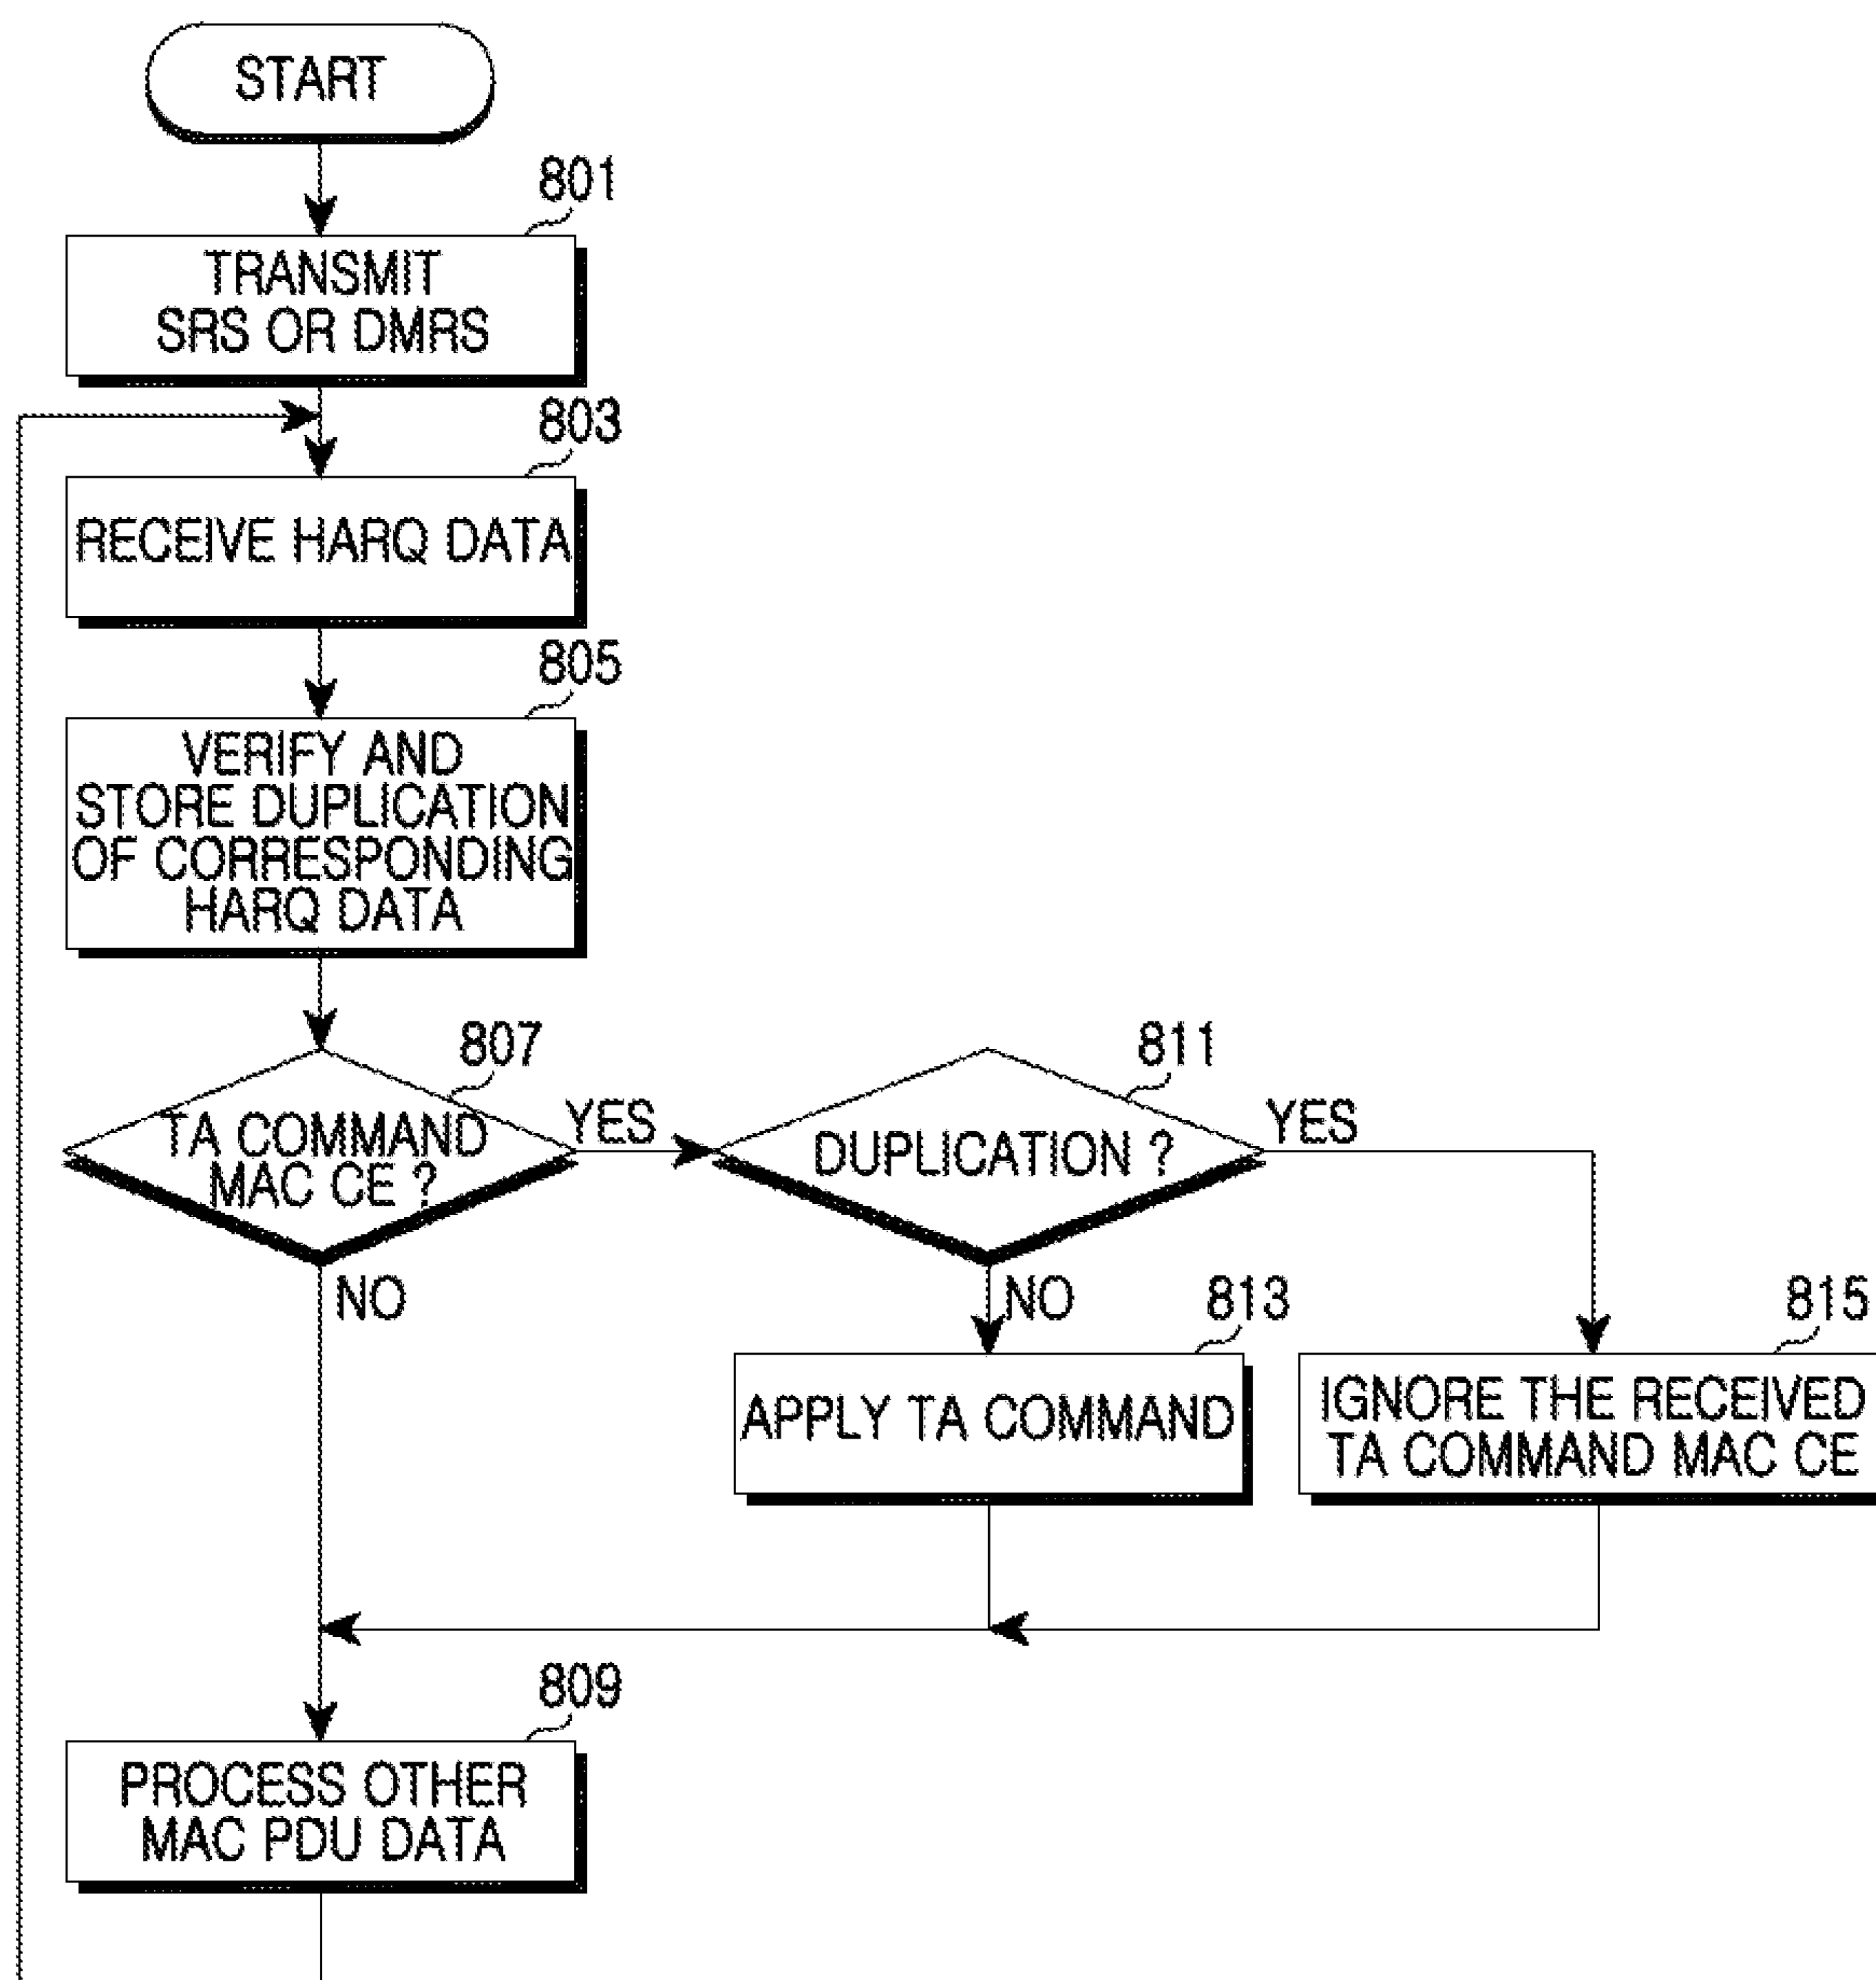 START
801
TRANSMIT
SRS OR DMRS
803
RECEIVE HARQ DATA
805
VERIFY AND
STORE DUPLICATION
OF CORRESPONDING
HARQ DATA
807
TA COMMAND
MAC CE ?
YES
NO
811
DUPLICATION ?
YES
NO
813
APPLY TA COMMAND
815
IGNORE THE RECEIVED
TA COMMAND MAC CE
809
PROCESS OTHER
MAC PDU DATA